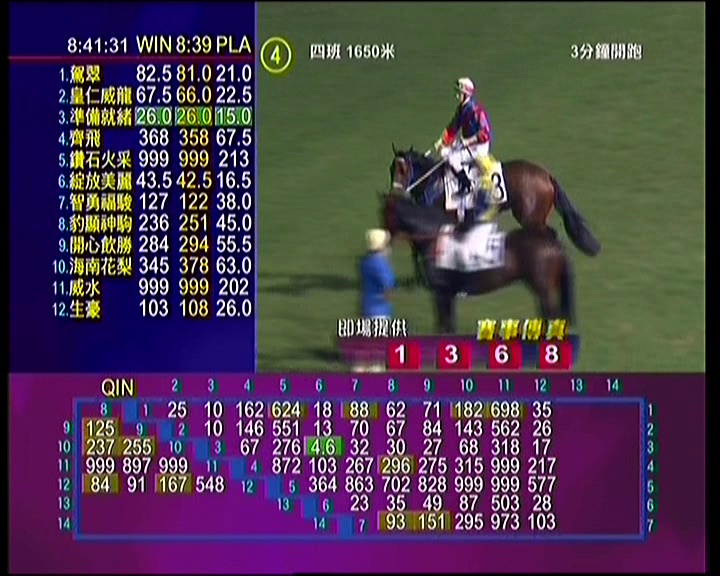 8:41:31 WIN 8:39 PLA
④ 四班 1650米 3分鐘開跑
1.駕翠 82.5 81.0 21.0
2.皇仁威龍 67.5 66.0 22.5
3.準備就緒 26.0 26.0 15.0
4.齊飛 368 358 67.5
5.鑽石火采 999 999 213
6.綻放美麗 43.5 42.5 16.5
7.智勇福駿 127 122 38.0
8.豹顯神駒 236 251 45.0
9.開心飲勝 284 294 55.5
10.海南花梨 345 378 63.0
11.威水 999 999 202
12.生豪 103 108 26.0
3
即場提供 賽事傳真
1 3 6 8
QIN 2 3 4 5 6 7 8 9 10 11 12 13 14
8 1 25 10 162 624 18 88 62 71 182 698 35 1
9 125 9 2 10 146 551 13 70 67 84 143 562 26 2
10 237 255 10 3 67 276 4.6 32 30 27 68 318 17 3
11 999 897 999 11 4 872 103 267 296 275 315 999 217 4
12 84 91 167 548 12 5 364 863 702 828 999 999 577 5
13 13 6 23 35 49 87 503 28 6
14 14 7 93 151 295 973 103 7